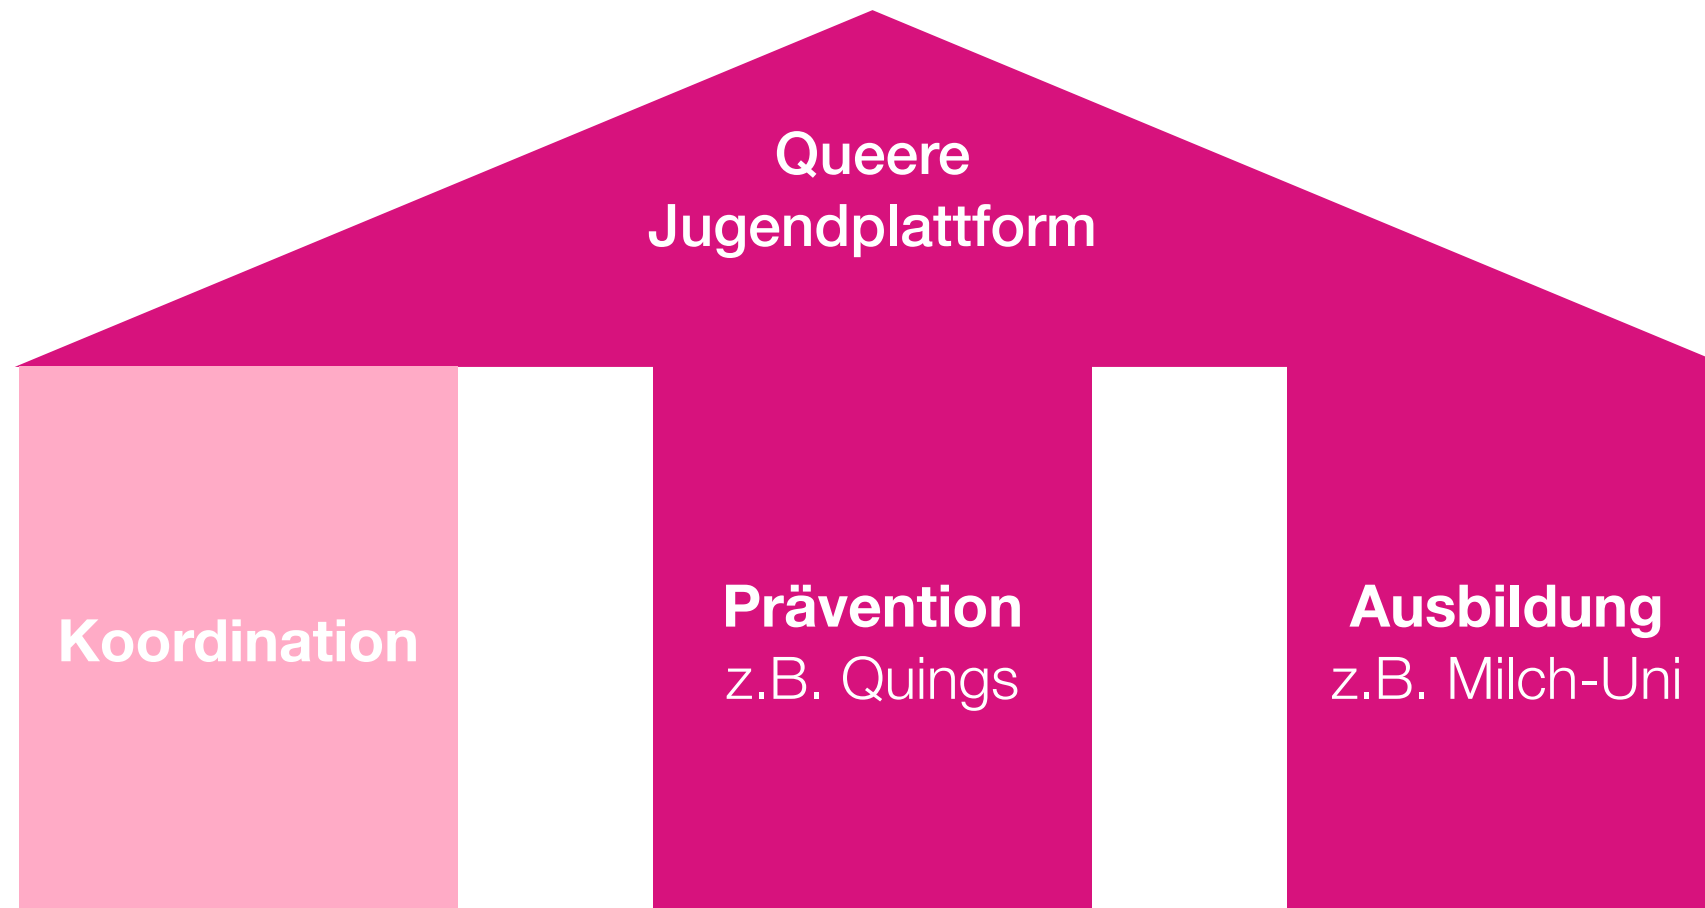 Queere
Jugendplattform
Koordination
Prävention
z.B. Quings
Ausbildung
z.B. Milch-Uni